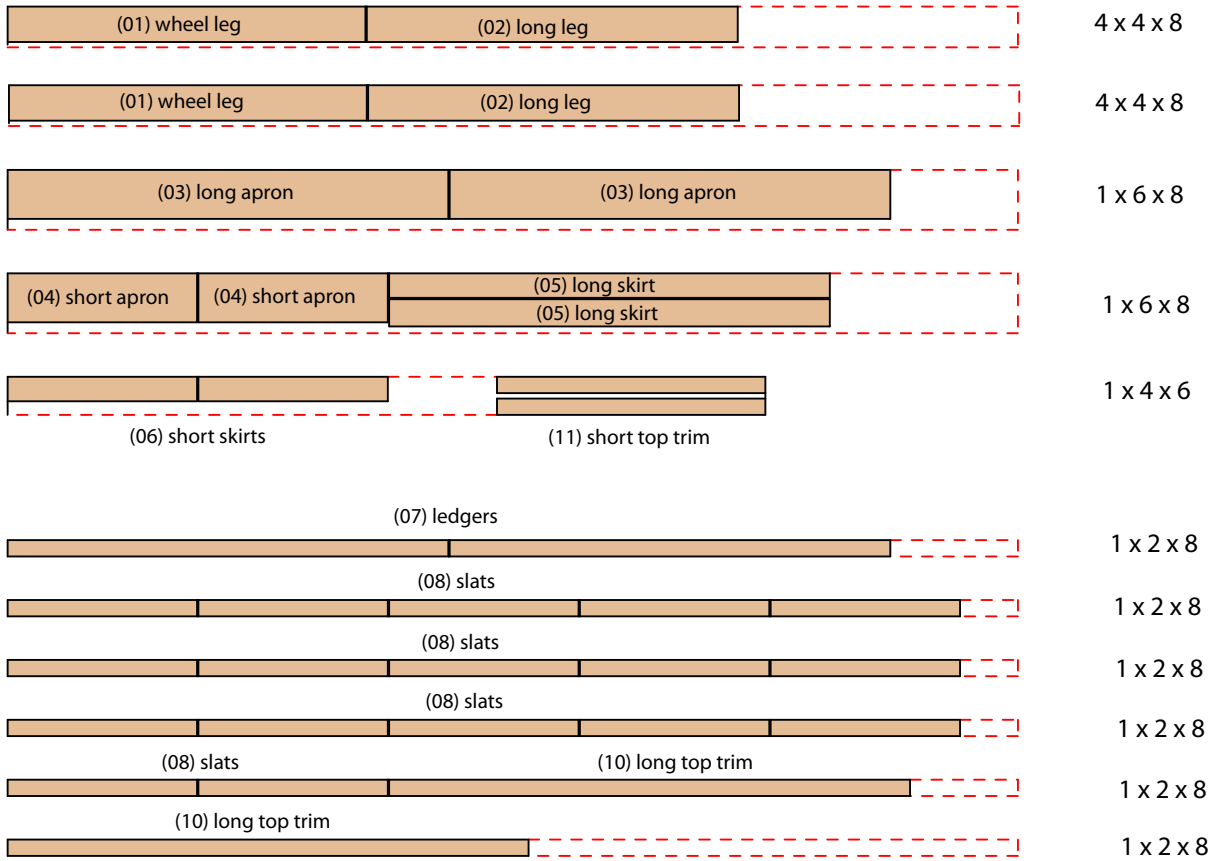 (01) wheel leg (02) long leg 4 x 4 x 8
(01) wheel leg (02) long leg 4 x 4 x 8
(03) long apron (03) long apron 1 x 6 x 8
(04) short apron (04) short apron (05) long skirt 1 x 6 x 8
(05) long skirt
1 x 4 x 6
(06) short skirts (11) short top trim
(07) ledgers
1 x 2 x 8
(08) slats
1 x 2 x 8
(08) slats
1 x 2 x 8
(08) slats
1 x 2 x 8
(08) slats (10) long top trim
1 x 2 x 8
(10) long top trim
1 x 2 x 8